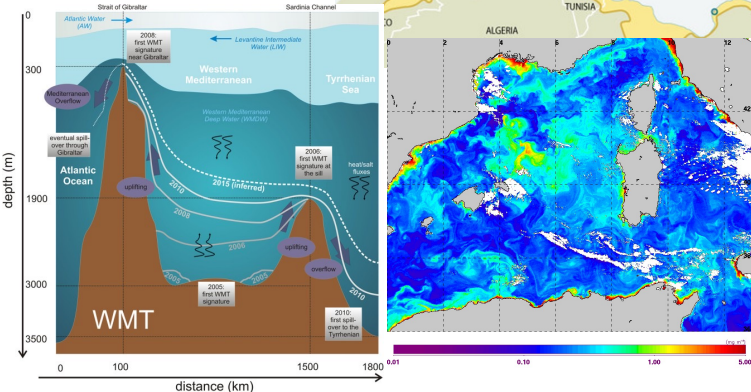 Strait of Gibraltar
Sardinia Channel
0
Atlantic Water
(AW)
2008:
first WMT
signature
near Gibraltar
Levantine Intermediate
Water (LIW)
300
Western
Mediterranean
Tyrrhenian
Sea
Mediterranean
Overflow
Western Mediterranean
Deep Water (WMDW)
eventual spill-
over through
Gibraltar
2006:
first WMT
signature at
the sill
heat/salt
fluxes
Atlantic
Ocean
uplifting
2015 (inferred)
2010
2008
2006
1900
depth (m)
uplifting
overflow
2005
2005
2005:
first WMT
signature
2010
3000
WMT
2010:
first spill-
over to the
Tyrrhenian
3500
0
100
1500
1800
distance (km)
CO
ALGERIA
TUNISIA
4
6
8
12
42
0.01
0.10
1.00
5.00